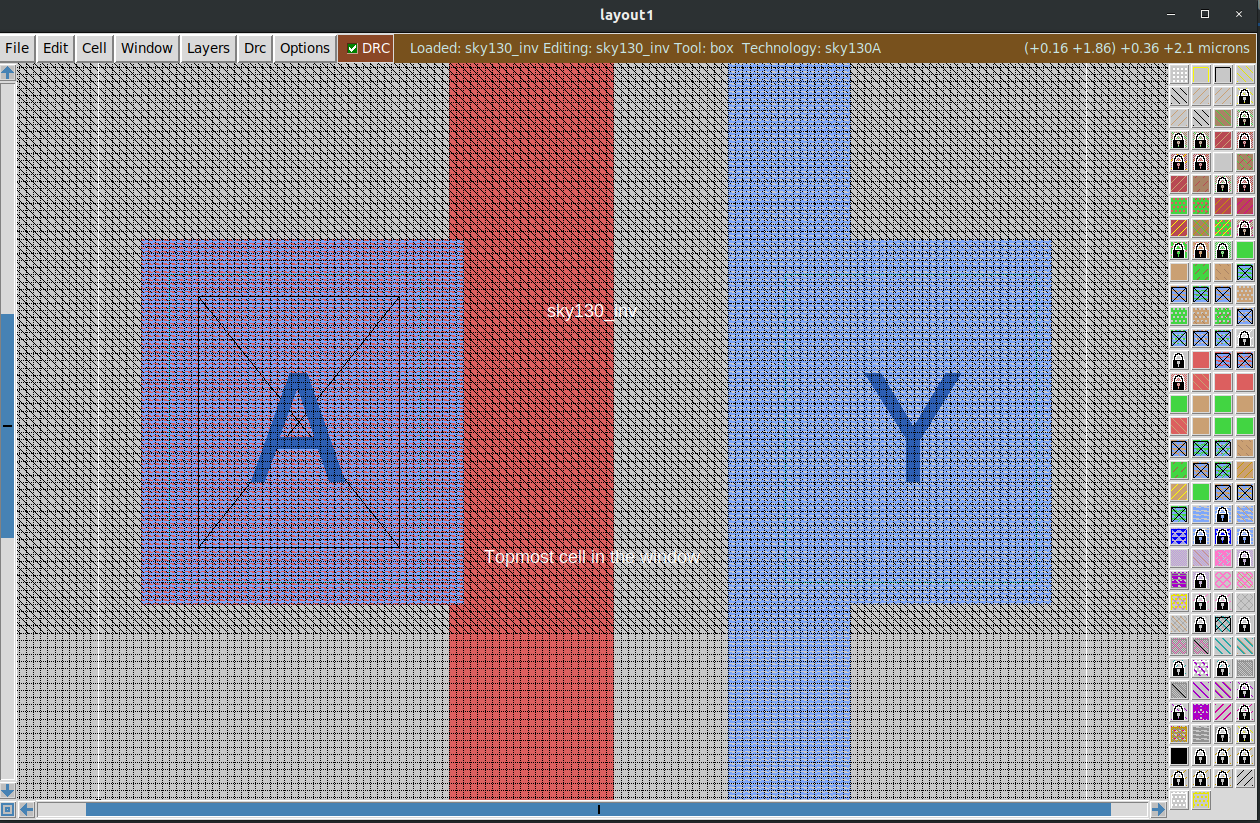 layout1
File Edit Cell Window Layers Drc Options DRC Loaded: sky130_inv Editing: sky130_inv Tool: box Technology: sky130A (+0.16 +1.86) +0.36 +2.1 microns
sky130_inv
A Y
Topmost cell in the window